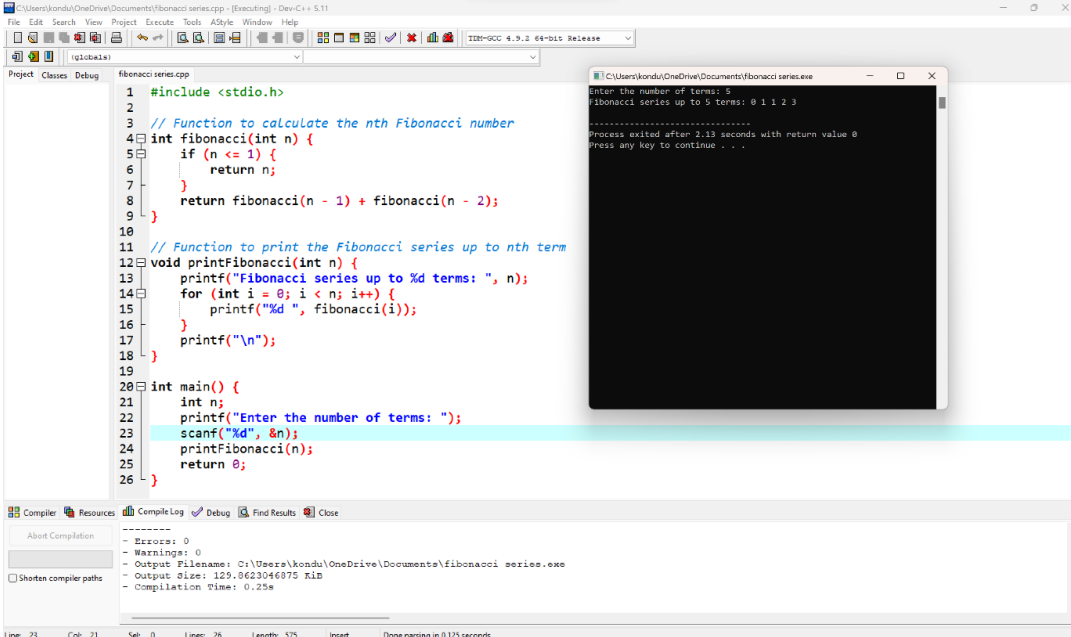 C:\Users\kondu\OneDrive\Documents\fibonacci series.cpp - [Executing] - Dev-C++ 5.11
File Edit Search View Project Execute Tools AStyle Window Help
TDM-GCC 4.9.2 64-bit Release
(globals)
Project Classes Debug
fibonacci series.cpp
1 #include <stdio.h>
2
3 // Function to calculate the nth Fibonacci number
4 int fibonacci(int n) {
5     if (n <= 1) {
6         return n;
7     }
8     return fibonacci(n - 1) + fibonacci(n - 2);
9 }
10
11 // Function to print the Fibonacci series up to nth term
12 void printFibonacci(int n) {
13     printf("Fibonacci series up to %d terms: ", n);
14     for (int i = 0; i < n; i++) {
15         printf("%d ", fibonacci(i));
16     }
17     printf("\n");
18 }
19
20 int main() {
21     int n;
22     printf("Enter the number of terms: ");
23     scanf("%d", &n);
24     printFibonacci(n);
25     return 0;
26 }
C:\Users\kondu\OneDrive\Documents\fibonacci series.exe
Enter the number of terms: 5
Fibonacci series up to 5 terms: 0 1 1 2 3
--------------------------------
Process exited after 2.13 seconds with return value 0
Press any key to continue . . .
Compiler Resources Compile Log Debug Find Results Close
Abort Compilation
Shorten compiler paths
--------
- Errors: 0
- Warnings: 0
- Output Filename: C:\Users\kondu\OneDrive\Documents\fibonacci series.exe
- Output Size: 129.8623046875 KiB
- Compilation Time: 0.25s
Line: 23 Col: 21 Sel: 0 Lines: 26 Length: 575 Insert Done parsing in 0.125 seconds